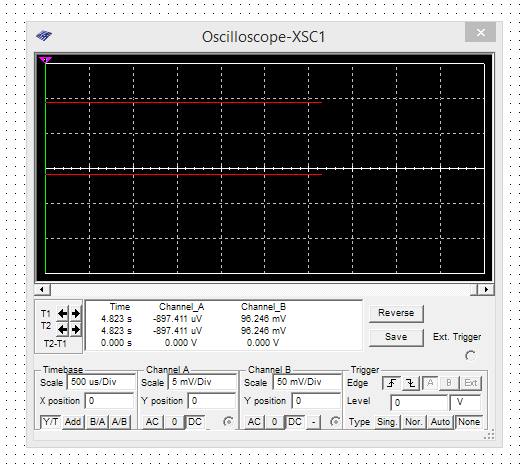 Oscilloscope-XSC1
Time Channel_A Channel_B
T1 4.823 s -897.411 uV 96.246 mV Reverse
T2 4.823 s -897.411 uV 96.246 mV
T2-T1 0.000 s 0.000 V 0.000 V Save Ext. Trigger
Timebase Channel A Channel B Trigger
Scale 500 us/Div Scale 5 mV/Div Scale 50 mV/Div Edge A B Ext
X position 0 Y position 0 Y position 0 Level 0 V
Y/T Add B/A A/B AC 0 DC AC 0 DC - Type Sing. Nor. Auto None